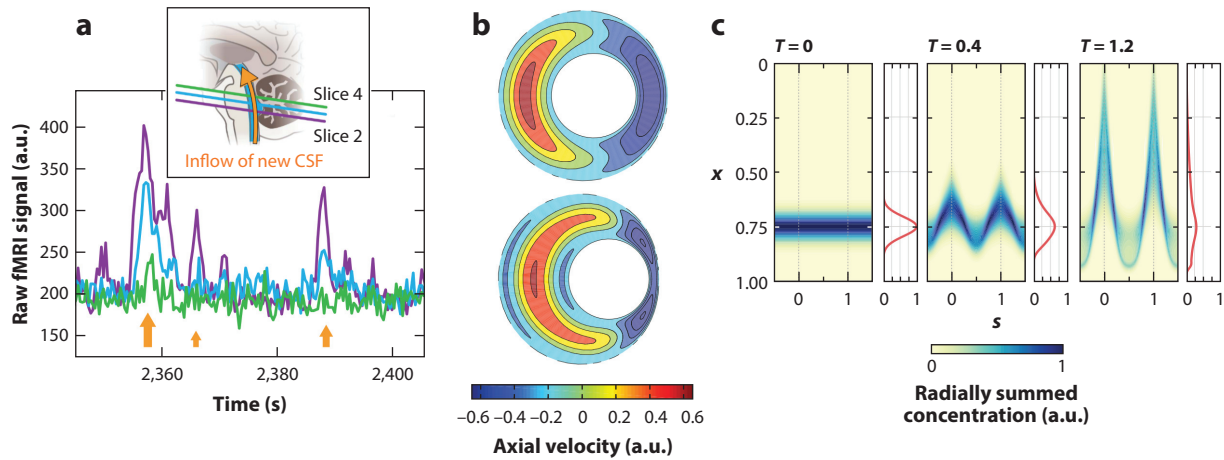 a
Slice 4
Slice 2
Inflow of new CSF
Raw fMRI signal (a.u.)
400
350
300
250
200
150
2,360
2,380
2,400
Time (s)
b
−0.6
−0.4
−0.2
0
0.2
0.4
0.6
Axial velocity (a.u.)
c
T = 0
T = 0.4
T = 1.2
0
0.25
0.50
0.75
1.00
x
0 1
0 1
0 1
0 1
0 1
0 1
s
0 1
Radially summed
concentration (a.u.)